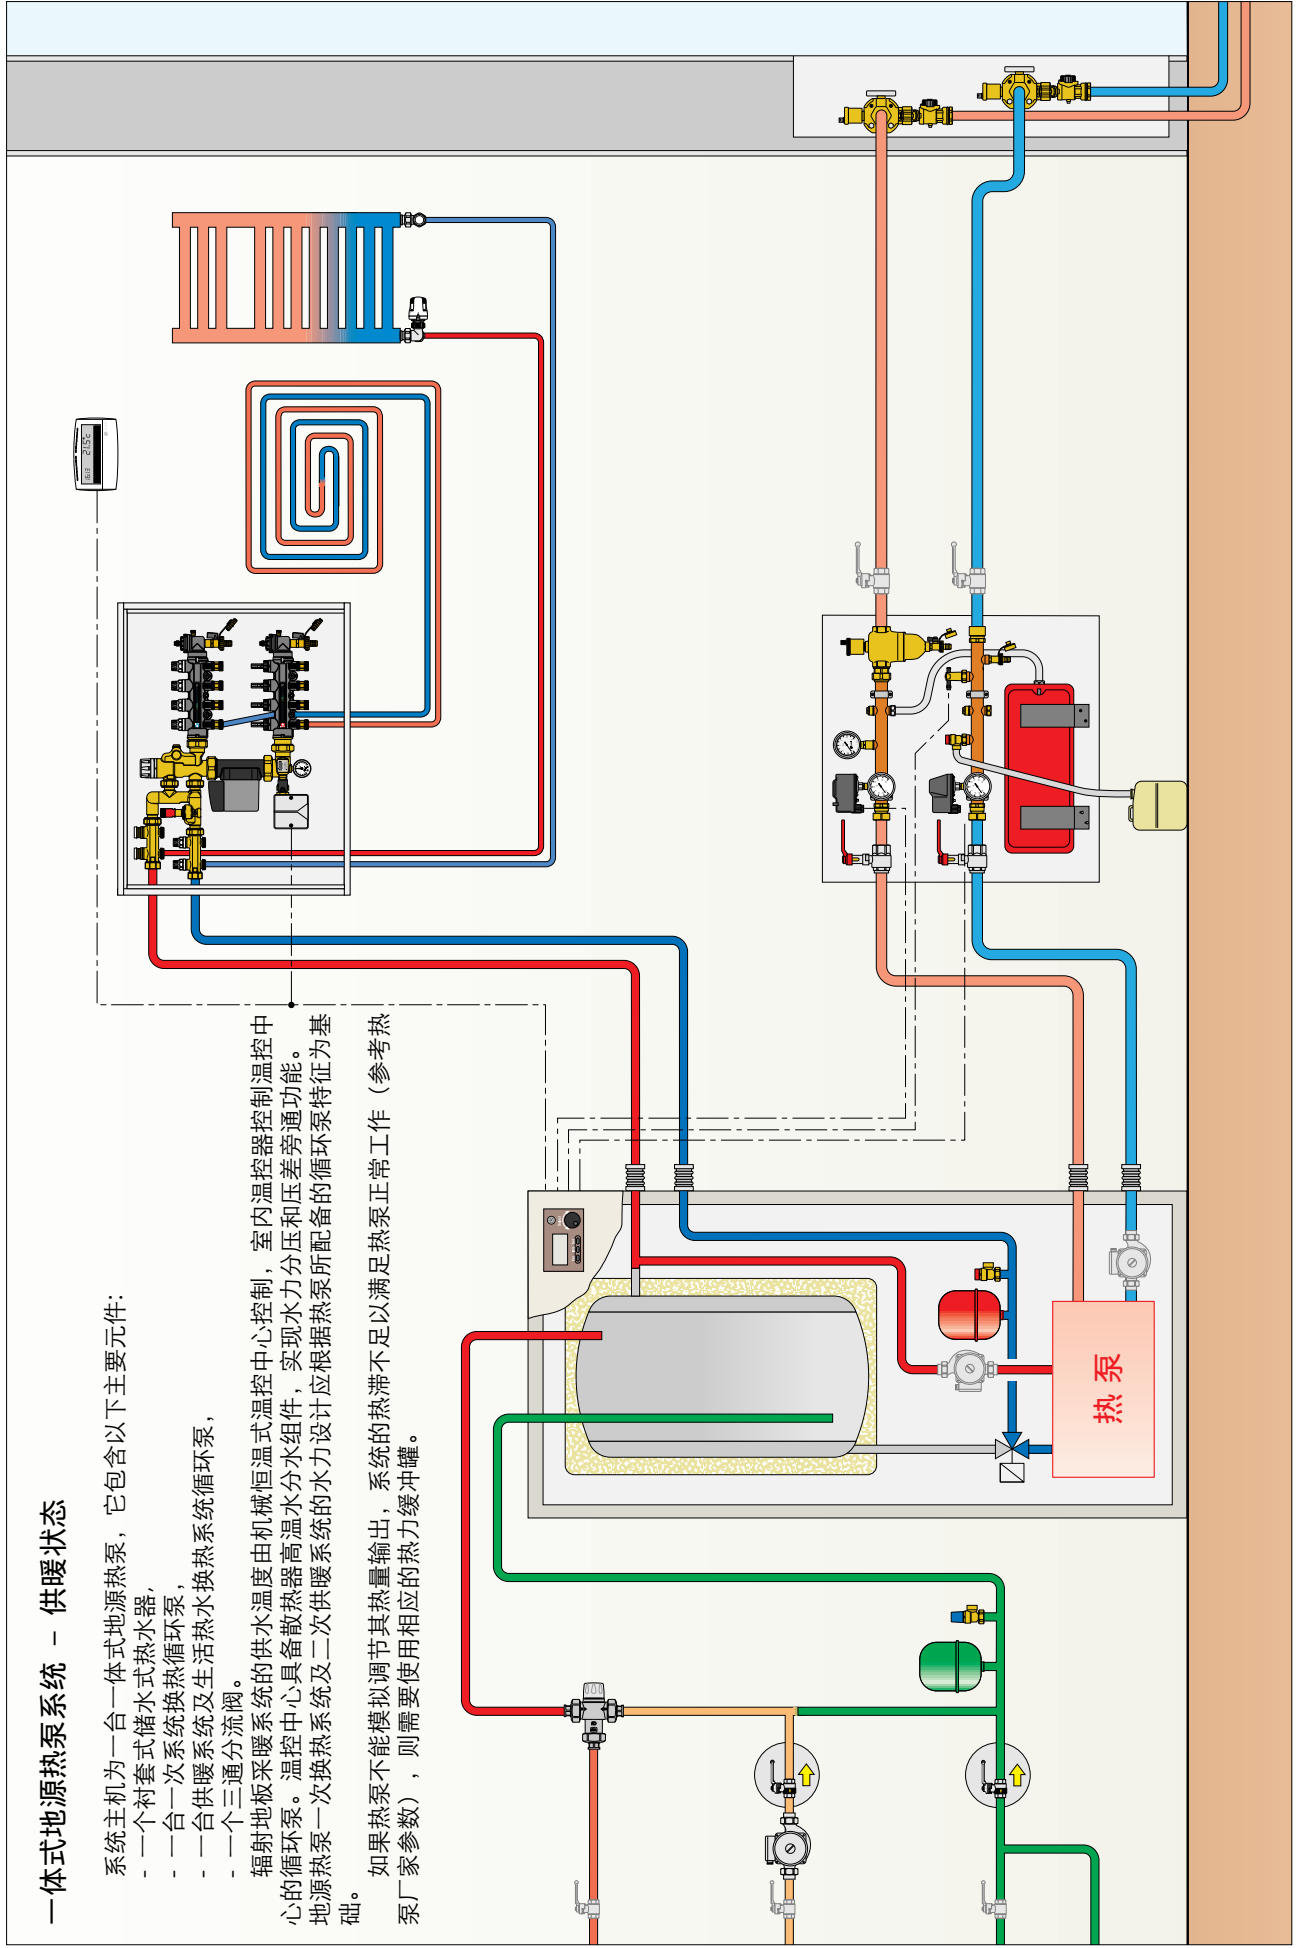 一体式地源热泵系统 － 供暖状态
系统主机为一台一体式地源热泵，它包含以下主要元件：
- 一个衬套式储水式热水器，
- 一台一次系统换热循环泵，
- 一台供暖系统及生活热水换热系统循环泵，
- 一个三通分流阀。
辐射地板采暖系统的供水温度由机械恒温式温控中心控制，室内温控器控制温控中
心的循环泵。温控中心具备散热器高温水分水组件，实现水力分压和压差旁通功能。
地源热泵一次换热系统及二次供暖系统的水力设计应根据热泵所配备的循环泵特征为基
础。
如果热泵不能模拟调节其热量输出，系统的热滞不足以满足热泵正常工作（参考热
泵厂家参数），则需要使用相应的热力缓冲罐。
21.5°C
热泵